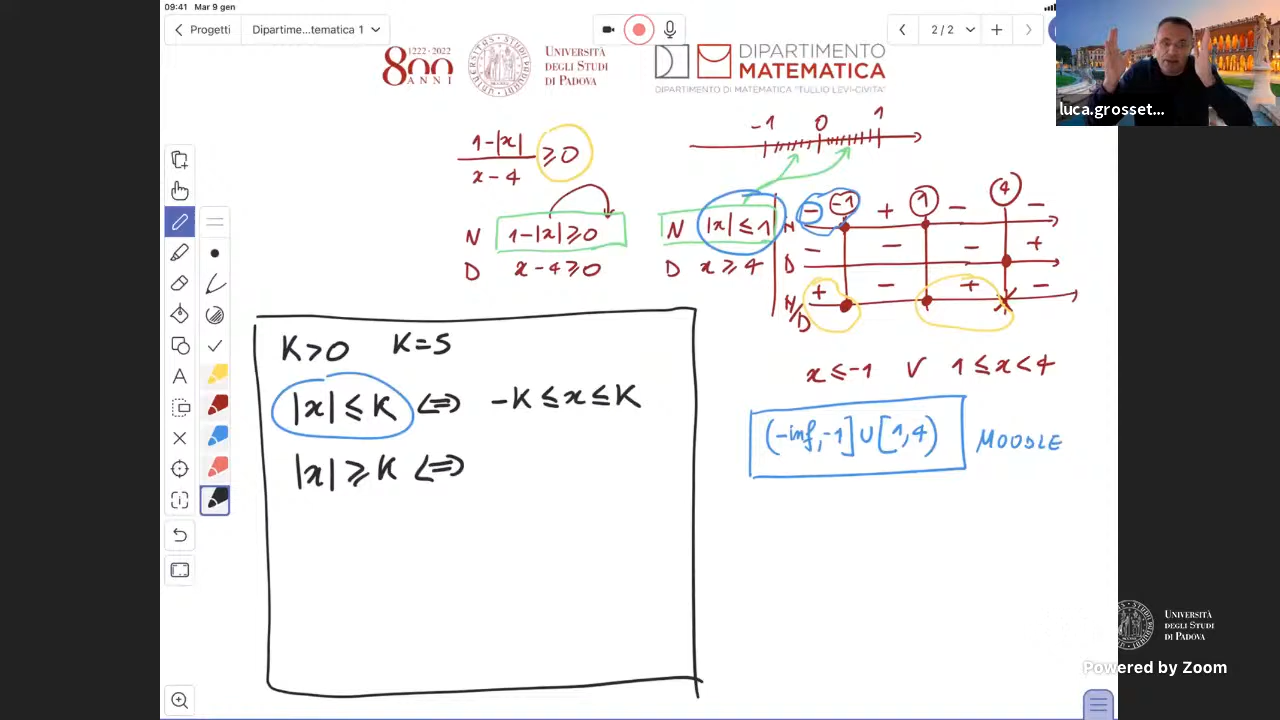 09:41 Mar 9 gen
Progetti
Dipartime...tematica 1
2 / 2
luca.grosset...
1222·2022
800
ANNI
UNIVERSITÀ
DEGLI STUDI
DI PADOVA
DIPARTIMENTO
MATEMATICA
DIPARTIMENTO DI MATEMATICA "TULLIO LEVI-CIVITA"
1-|x| / x-4 ≥0
-1 0 1
N 1-|x| ≥0
D x-4≥0
N |x| ≤ 1
D x ≥ 4
-1 1 4
N - + - -
D - - - +
N/D + - + -
x ≤ -1 V 1 ≤ x < 4
(-inf,-1]U[1,4) MOODLE
K>0 K=5
|x| ≤ K ⇔ -K ≤ x ≤ K
|x| ≥ K ⇔
A
UNIVERSITÀ
DEGLI STUDI
DI PADOVA
Powered by Zoom